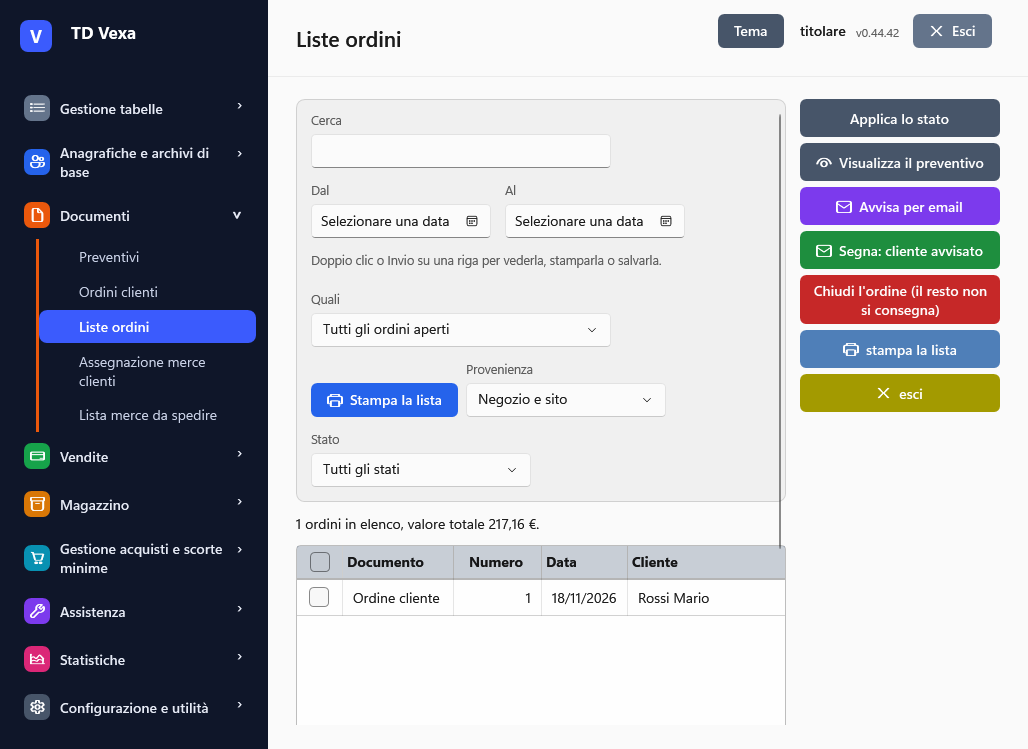 V
TD Vexa
Gestione tabelle
Anagrafiche e archivi di
base
Documenti
Preventivi
Ordini clienti
Liste ordini
Assegnazione merce
clienti
Lista merce da spedire
Vendite
Magazzino
Gestione acquisti e scorte
minime
Assistenza
Statistiche
Configurazione e utilità
Liste ordini
Tema
titolare
v0.44.42
Esci
Cerca
Dal
Al
Selezionare una data
Selezionare una data
Doppio clic o Invio su una riga per vederla, stamparla o salvarla.
Quali
Tutti gli ordini aperti
Provenienza
Stampa la lista
Negozio e sito
Stato
Tutti gli stati
1 ordini in elenco, valore totale 217,16 €.
Documento Numero Data Cliente
Ordine cliente 1 18/11/2026 Rossi Mario
Applica lo stato
Visualizza il preventivo
Avvisa per email
Segna: cliente avvisato
Chiudi l'ordine (il resto non
si consegna)
stampa la lista
esci